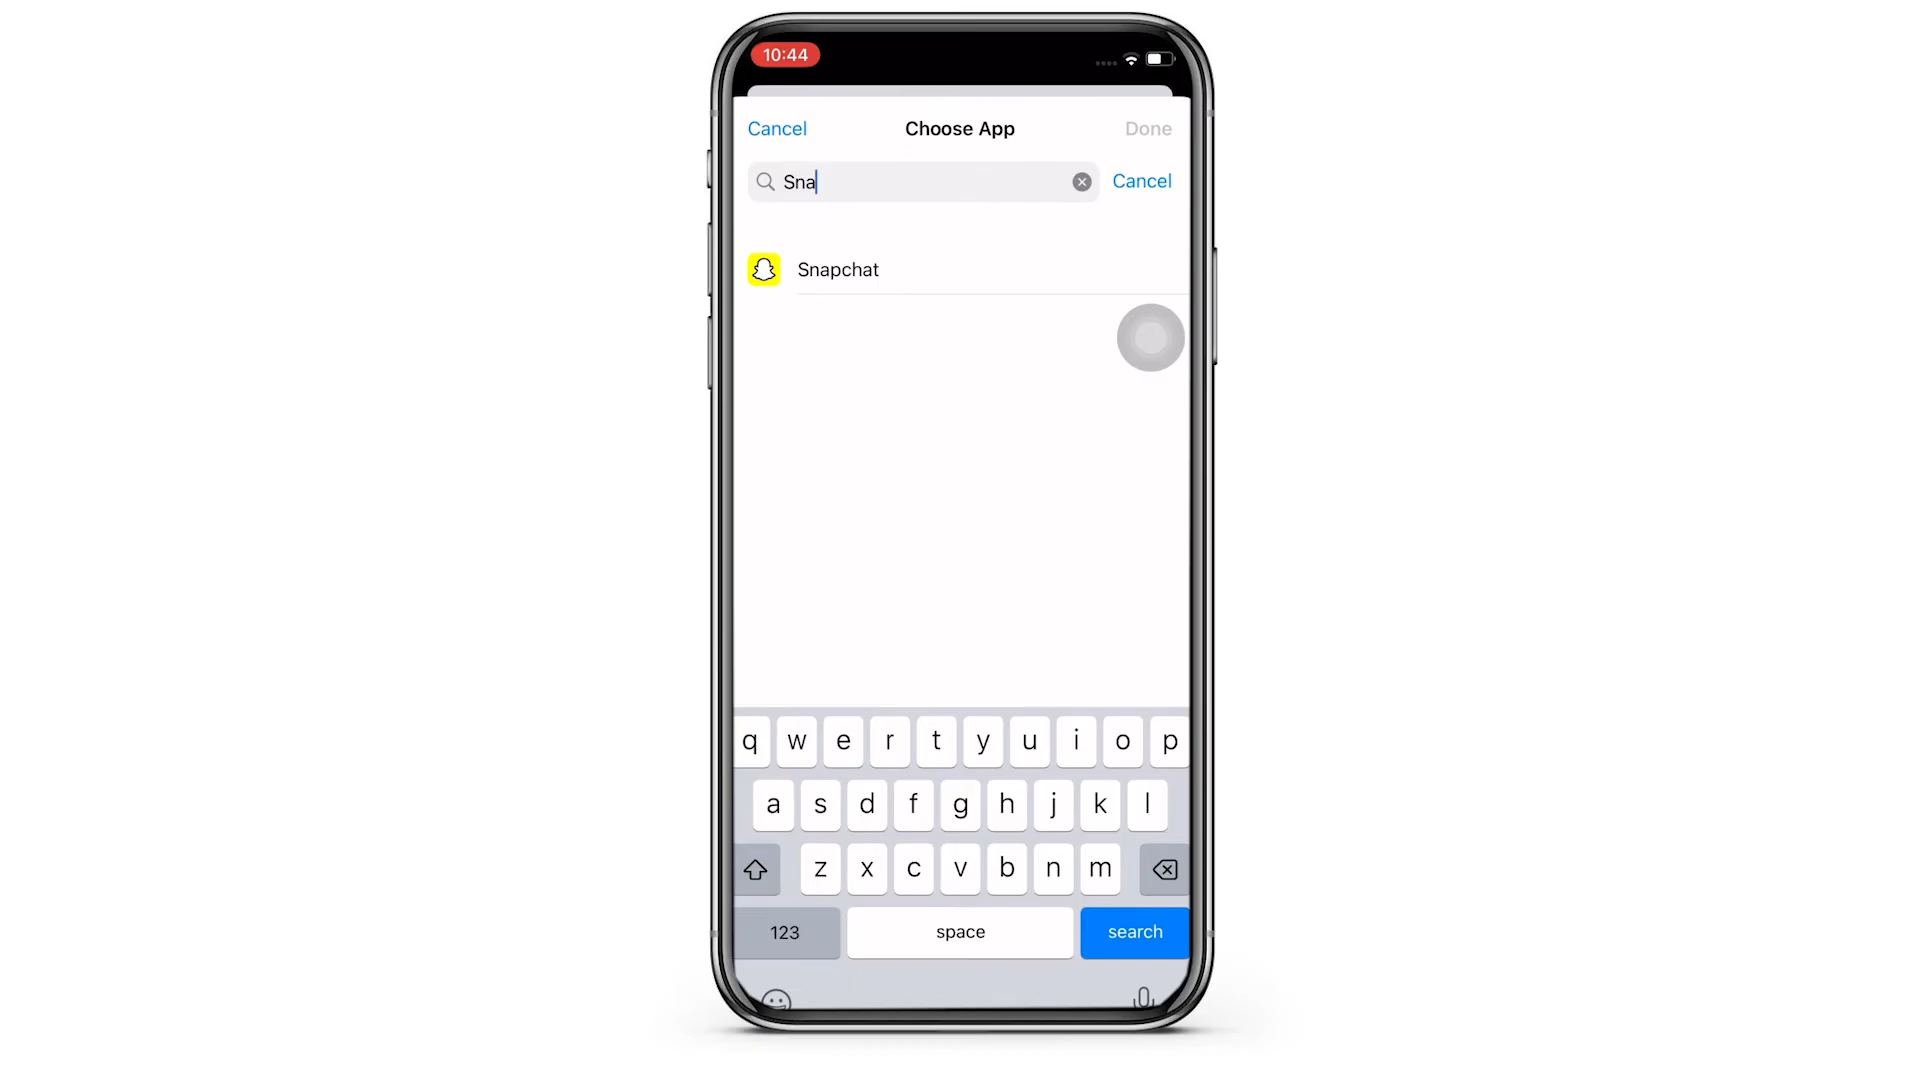 10:44
Cancel Choose App Done
Sna Cancel
Snapchat
q w e r t y u i o p
a s d f g h j k l
z x c v b n m
123 space search